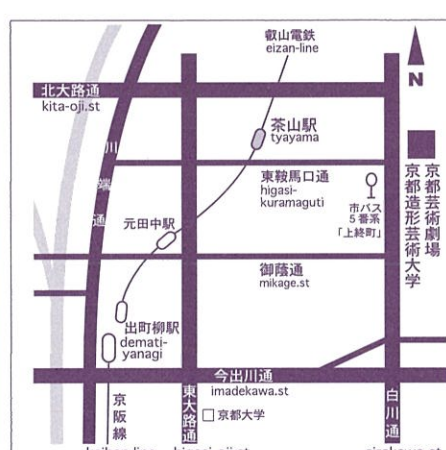 叡山電鉄
eizan-line
N
北大路通
kita-oji.st
茶山駅
tyayama
川端通
東鞍馬口通
higasi-
kuramaguti
市バス
5番系
「上終町」
京都芸術劇場
京都造形芸術大学
元田中駅
御蔭通
mikage.st
出町柳駅
demati-
yanagi
今出川通
imadekawa.st
京阪線
東大路通
京都大学
白川通